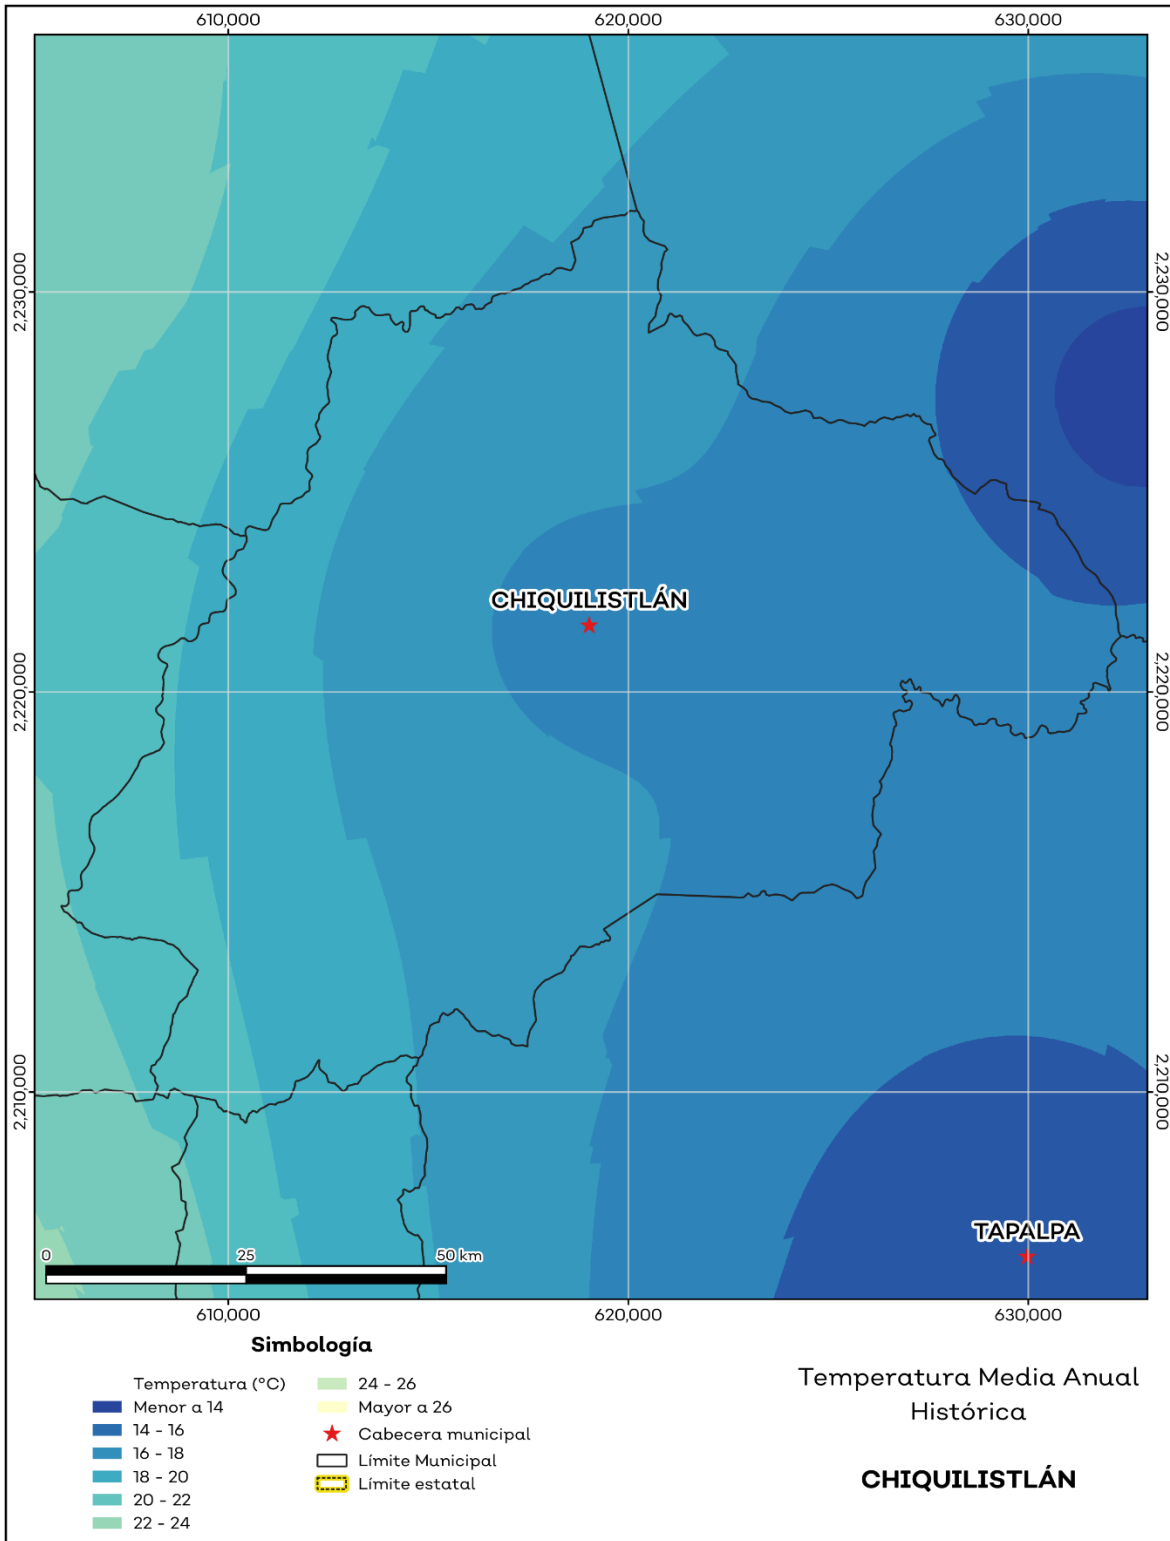 610,000 620,000 630,000
2,230,000 2,230,000
CHIQUILISTLÁN
2,220,000 2,220,000
2,210,000 2,210,000
TAPALPA
0 25 50 km
610,000 620,000 630,000
Simbología
Temperatura (°C)
Menor a 14
14 - 16
16 - 18
18 - 20
20 - 22
22 - 24
24 - 26
Mayor a 26
Cabecera municipal
Límite Municipal
Límite estatal
Temperatura Media Anual
Histórica
CHIQUILISTLÁN